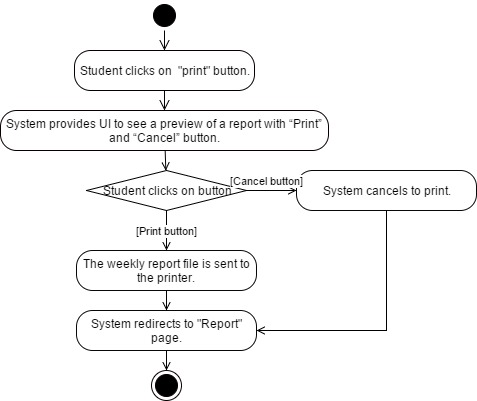 Student clicks on "print" button.
System provides UI to see a preview of a report with “Print”
and “Cancel” button.
Student clicks on button
[Cancel button]
System cancels to print.
[Print button]
The weekly report file is sent to
the printer.
System redirects to "Report"
page.